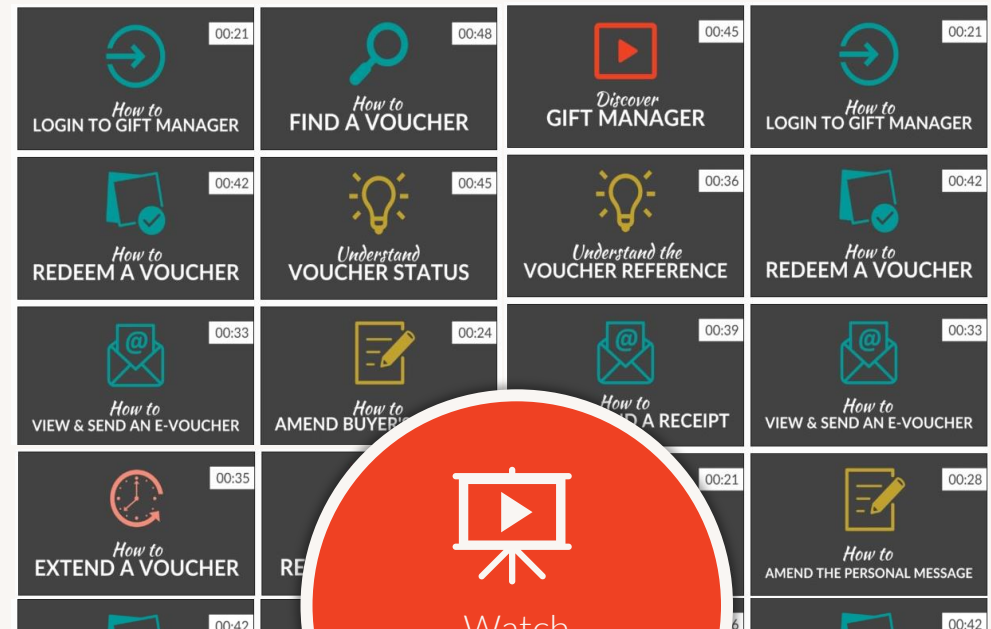 00:21
How to
LOGIN TO GIFT MANAGER
00:48
How to
FIND A VOUCHER
00:45
Discover
GIFT MANAGER
00:21
How to
LOGIN TO GIFT MANAGER
00:42
How to
REDEEM A VOUCHER
00:45
Understand
VOUCHER STATUS
00:36
Understand the
VOUCHER REFERENCE
00:42
How to
REDEEM A VOUCHER
00:33
@
How to
VIEW & SEND AN E-VOUCHER
00:24
How to
AMEND
00:39
@
How to
A RECEIPT
00:33
@
How to
VIEW & SEND AN E-VOUCHER
00:35
How to
EXTEND A VOUCHER
00:21
00:28
How to
AMEND THE PERSONAL MESSAGE
Watch
00:42
00:42